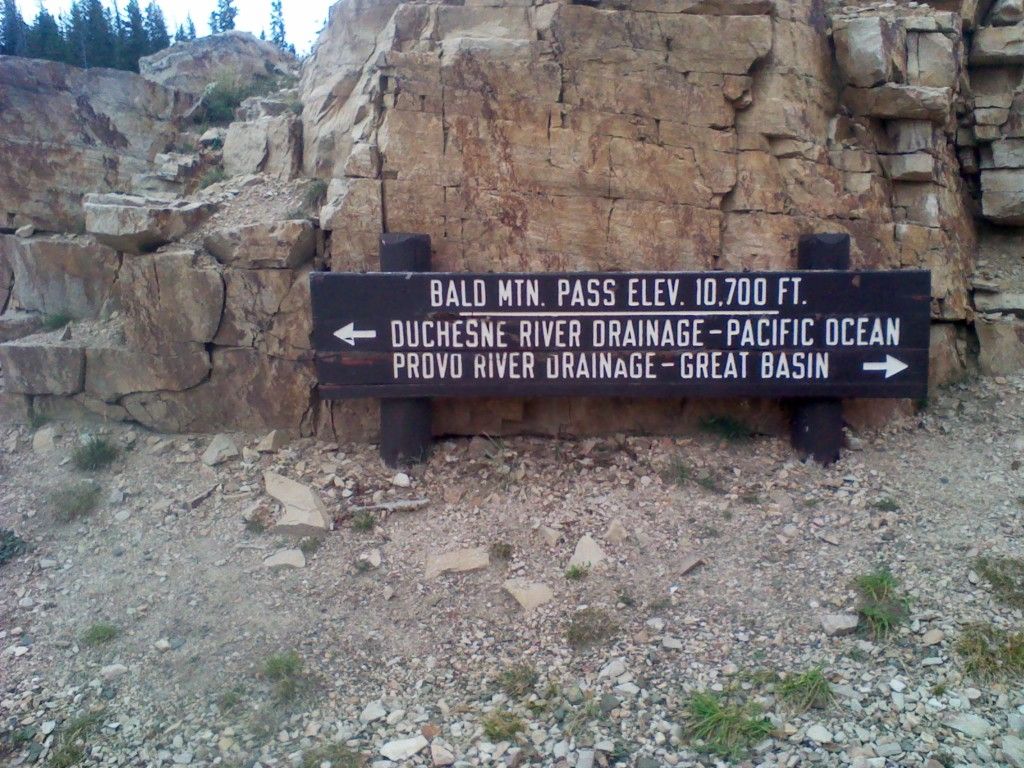 BALD MTN. PASS ELEV. 10,700 FT.
DUCHESNE RIVER DRAINAGE-PACIFIC OCEAN
PROVO RIVER DRAINAGE-GREAT BASIN